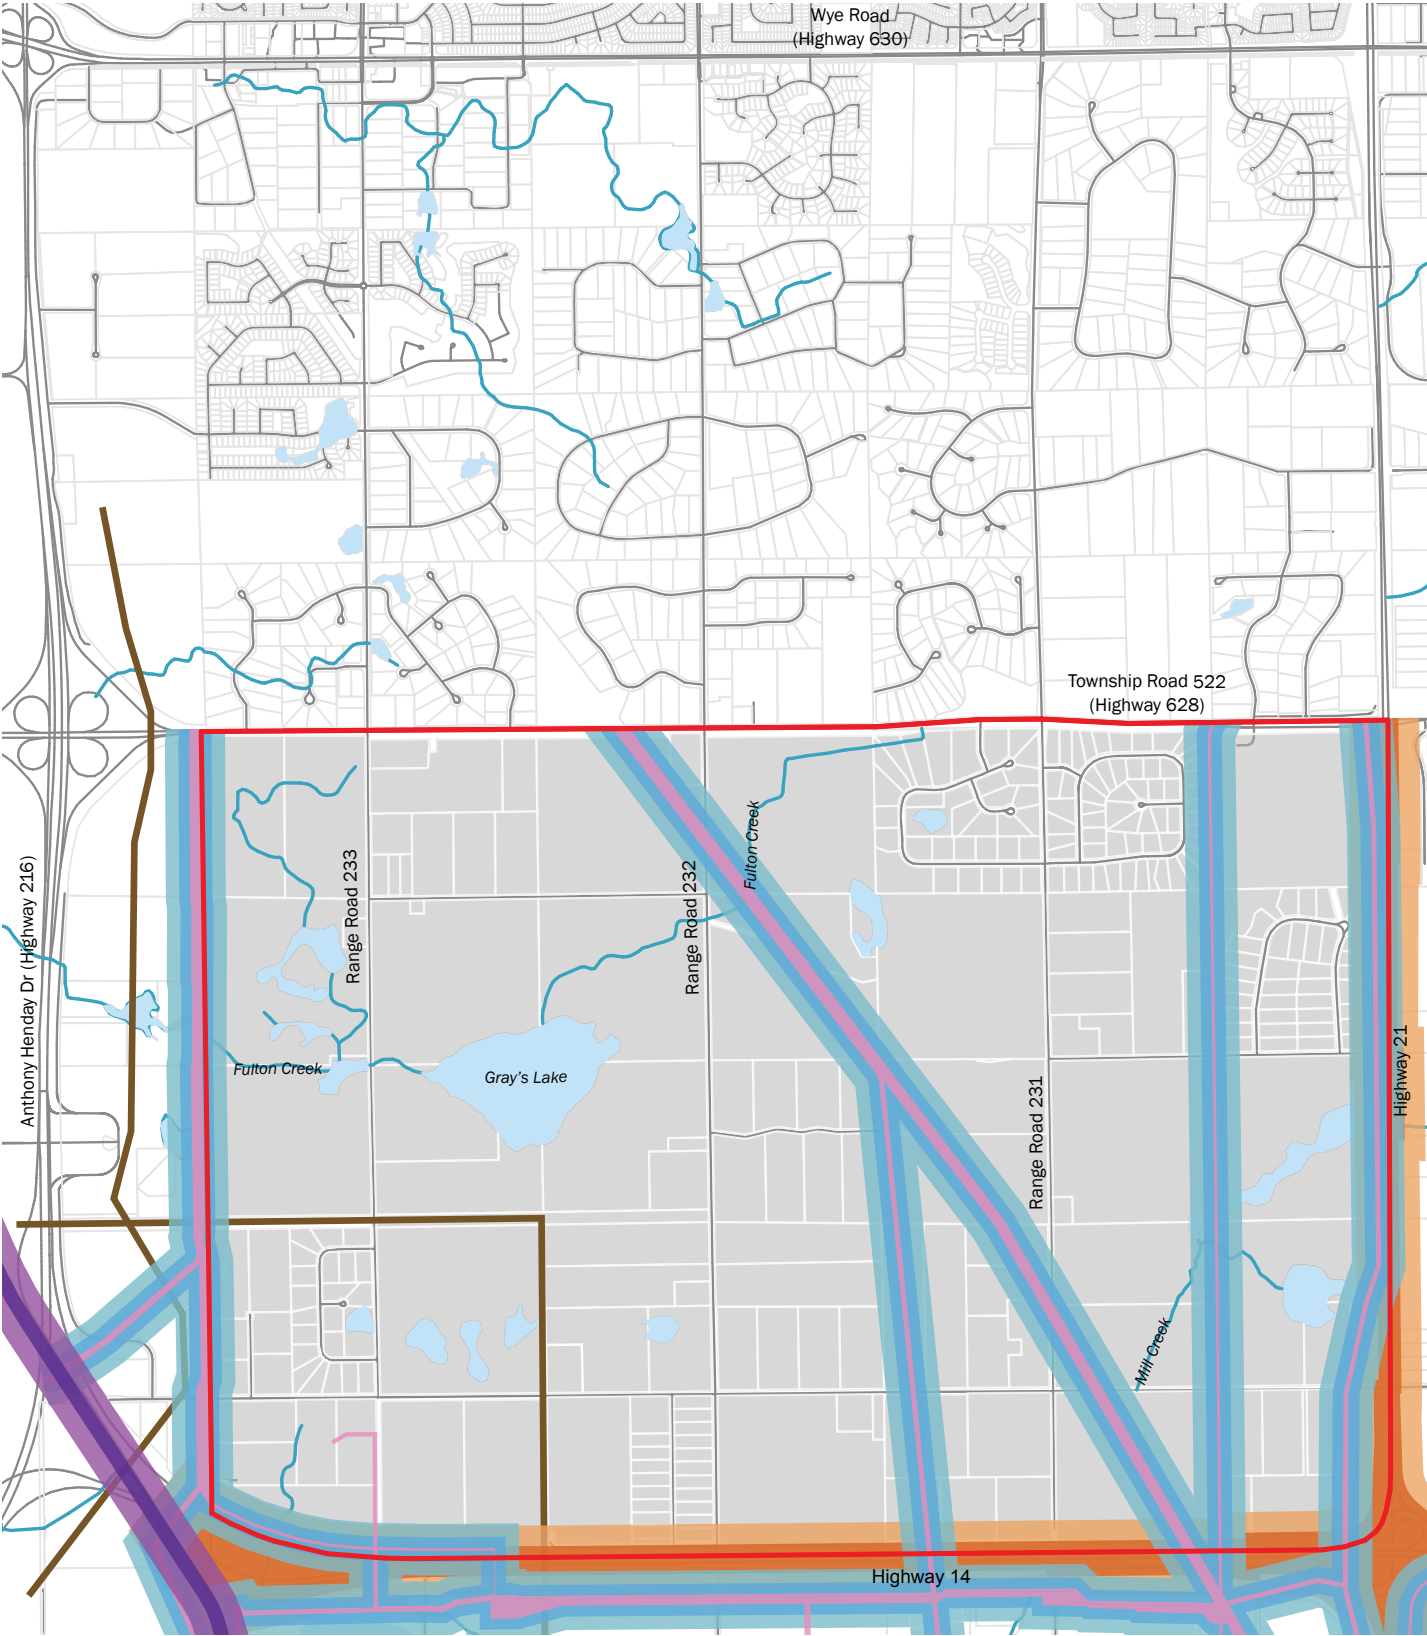 Wye Road
(Highway 630)
Township Road 522
(Highway 628)
Anthony Henday Dr (Highway 216)
Range Road 233
Range Road 232
Fulton Creek
Fulton Creek
Gray's Lake
Range Road 231
Highway 21
Mill Creek
Highway 14